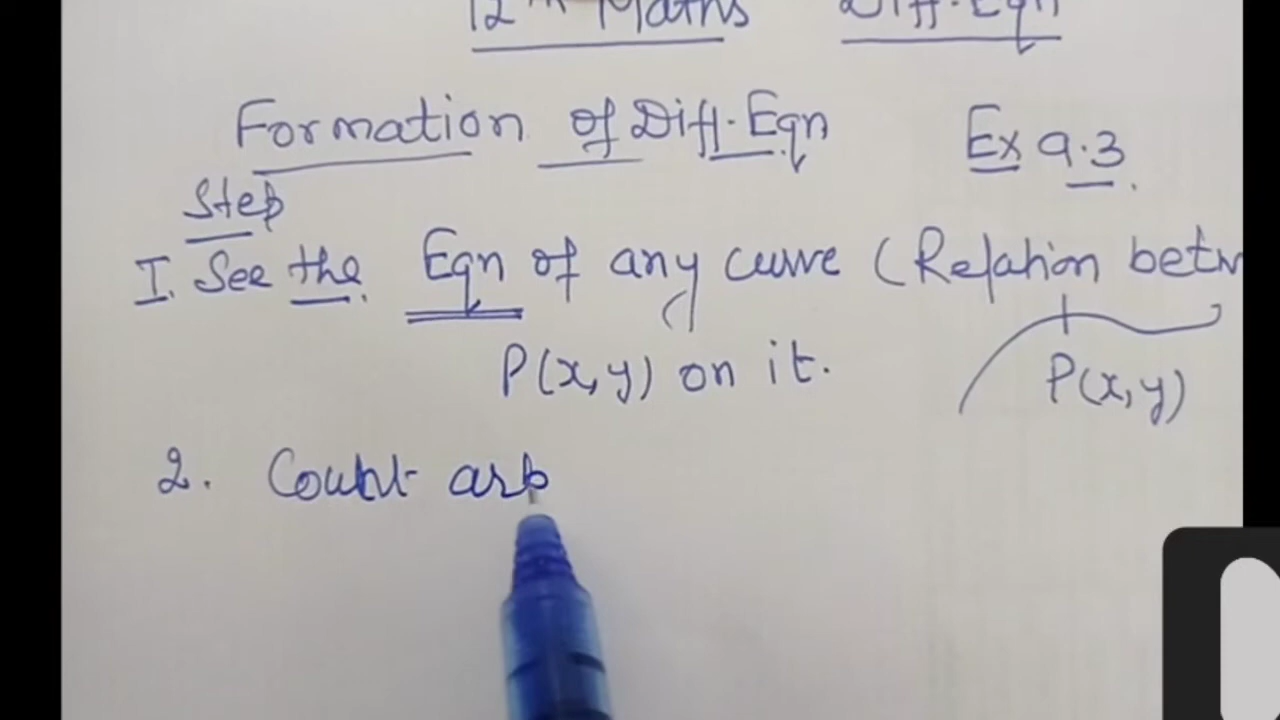 12th Maths Diff. Eqn
Formation of Diff. Eqn Ex 9.3
Step
I. See the Eqn of any curve (Relation betw
P(x,y) on it.
P(x,y)
2. Count arb